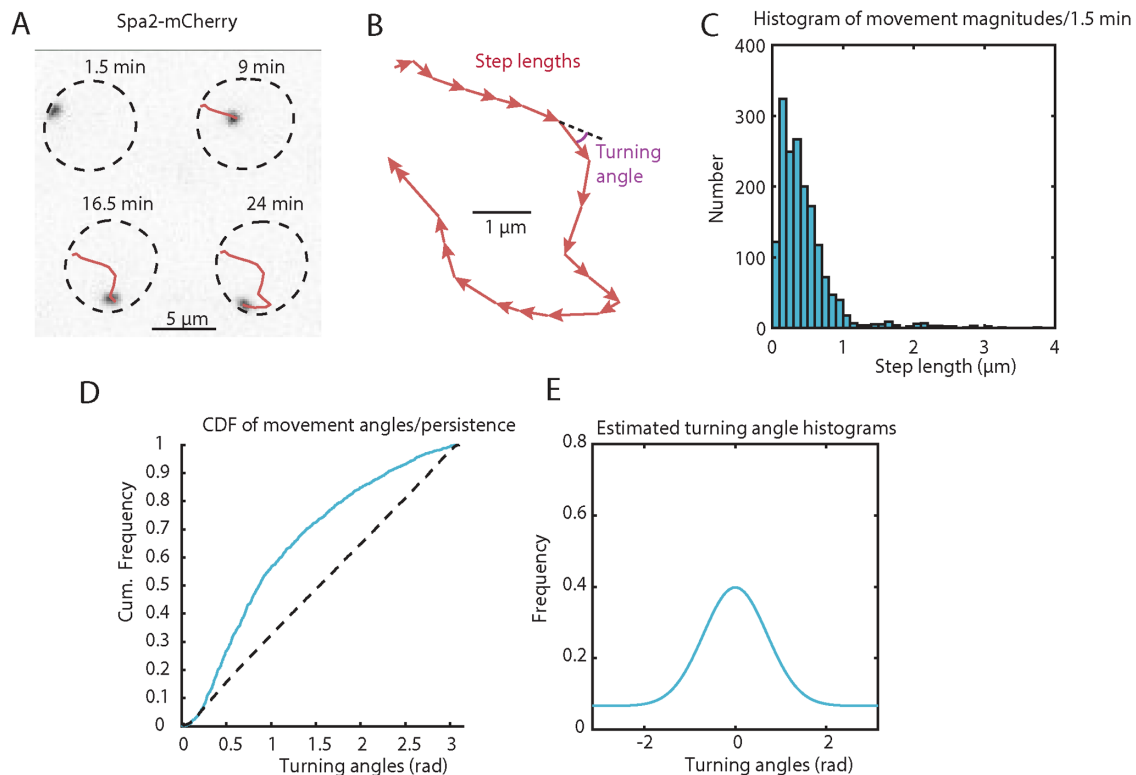 A
Spa2-mCherry
1.5 min
9 min
16.5 min
24 min
5 µm
B
Step lengths
Turning
angle
1 µm
C
Histogram of movement magnitudes/1.5 min
400
300
200
100
0
Number
0 1 2 3 4
Step length (µm)
D
CDF of movement angles/persistence
1
0.9
0.8
0.7
0.6
0.5
0.4
0.3
0.2
0.1
0
Cum. Frequency
0 0.5 1 1.5 2 2.5 3
Turning angles (rad)
E
Estimated turning angle histograms
0.8
0.6
0.4
0.2
0
Frequency
-2 0 2
Turning angles (rad)